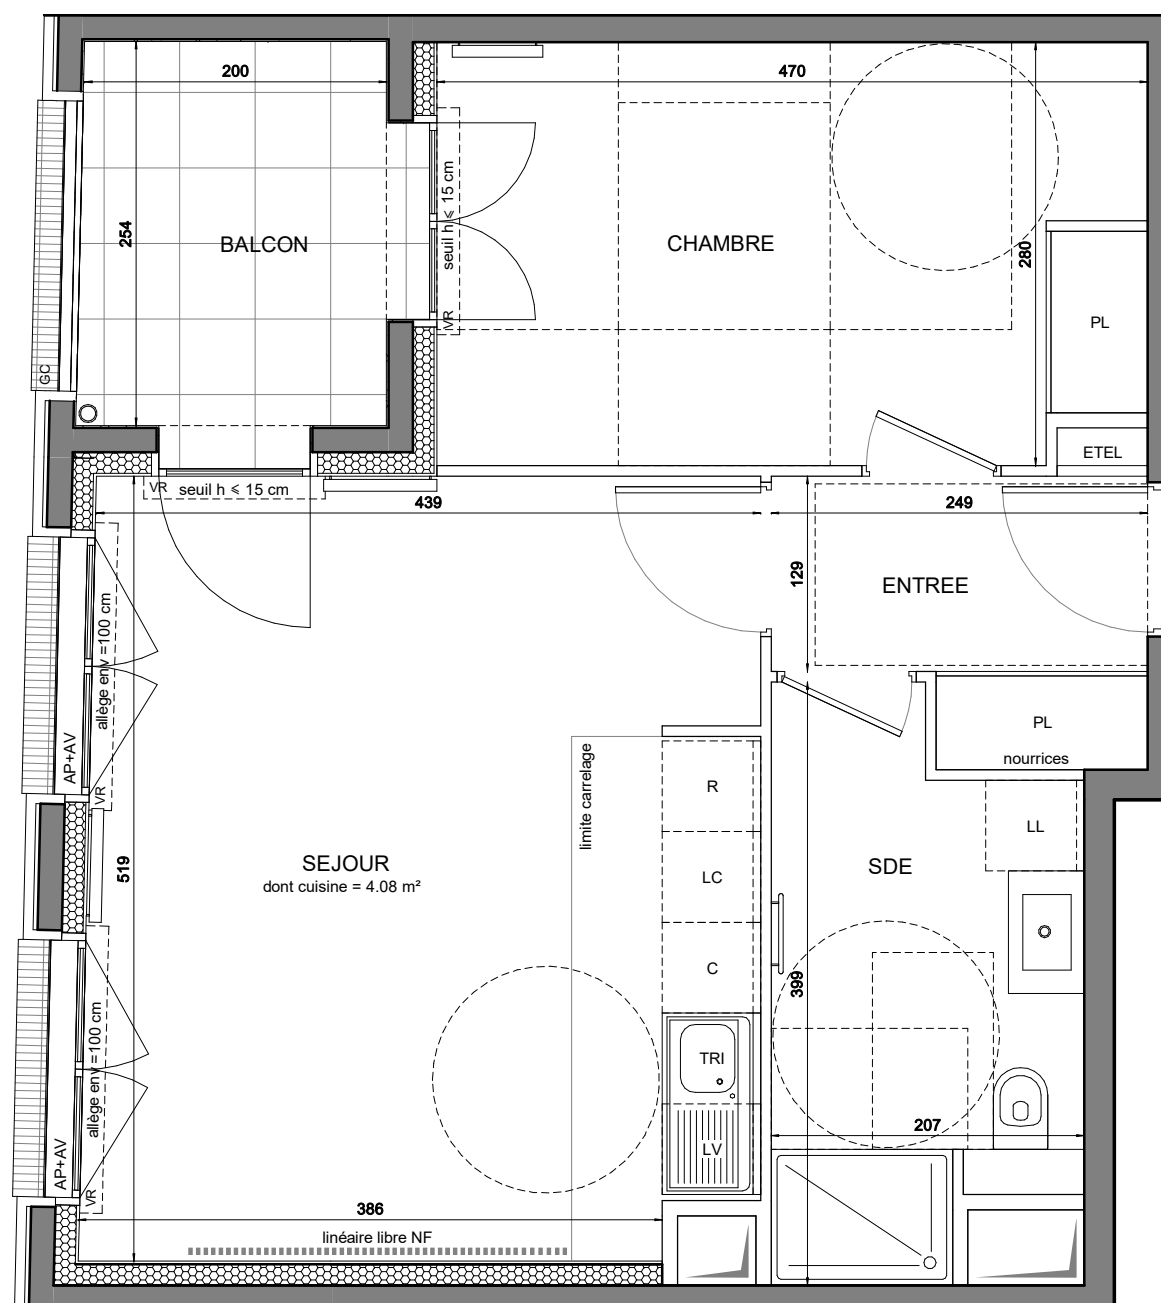 200
470
254
BALCON
seuil h ⩽ 15 cm
VR
CHAMBRE
280
PL
GC
ETEL
VR
seuil h ⩽ 15 cm
439
249
129
ENTREE
allège env =100 cm
AP+AV
VR
PL
nourrices
limite carrelage
R
LL
519
SEJOUR
dont cuisine = 4.08 m²
LC
SDE
C
399
allège env =100 cm
AP+AV
VR
TRI
207
LV
386
linéaire libre NF